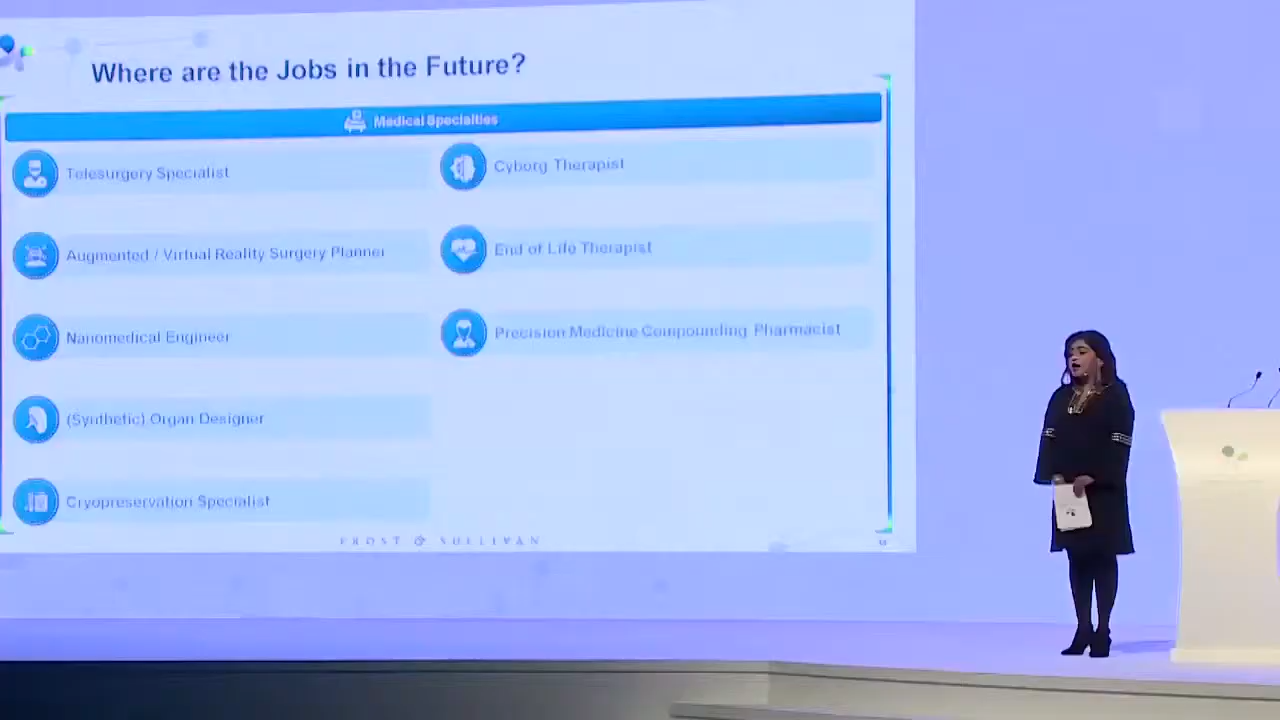 Where are the Jobs in the Future?
Medical Specialties
Telesurgery Specialist
Augmented / Virtual Reality Surgery Planner
Nanomedical Engineer
(Synthetic) Organ Designer
Cryopreservation Specialist
Cyborg Therapist
End of Life Therapist
Precision Medicine Compounding Pharmacist
FROST & SULLIVAN